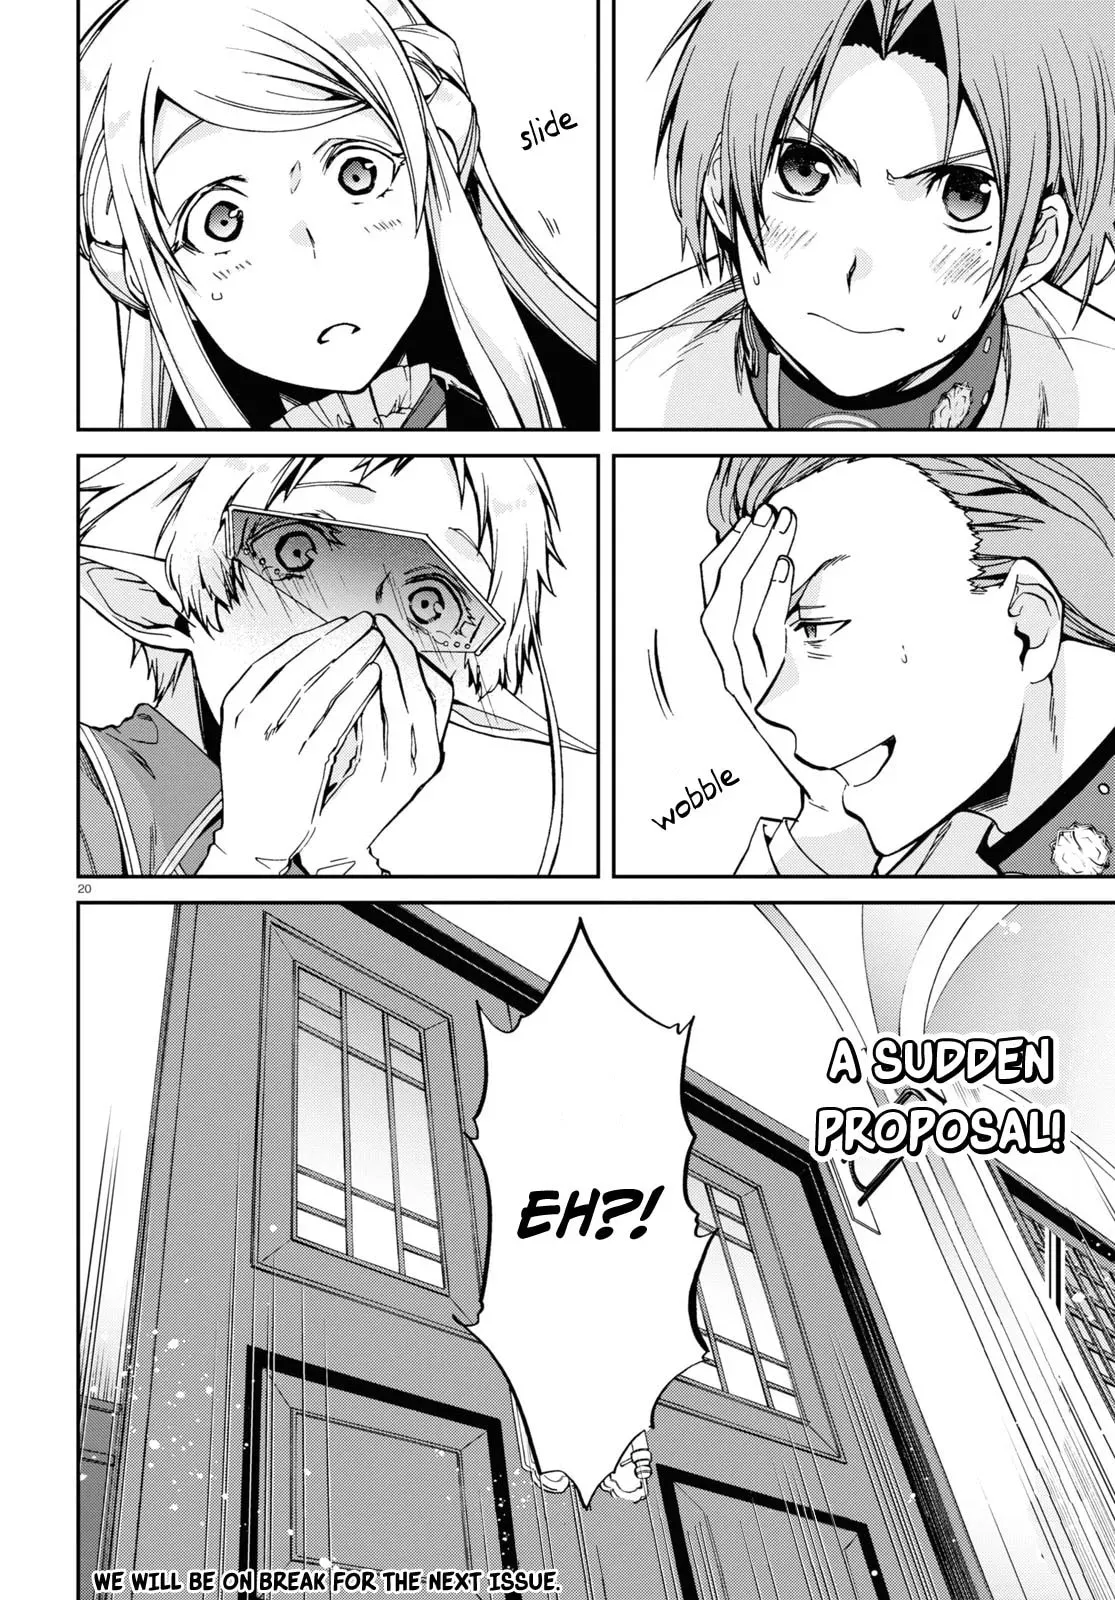 slide
wobble
20
A SUDDEN
PROPOSAL!
EH?!
WE WILL BE ON BREAK FOR THE NEXT ISSUE.